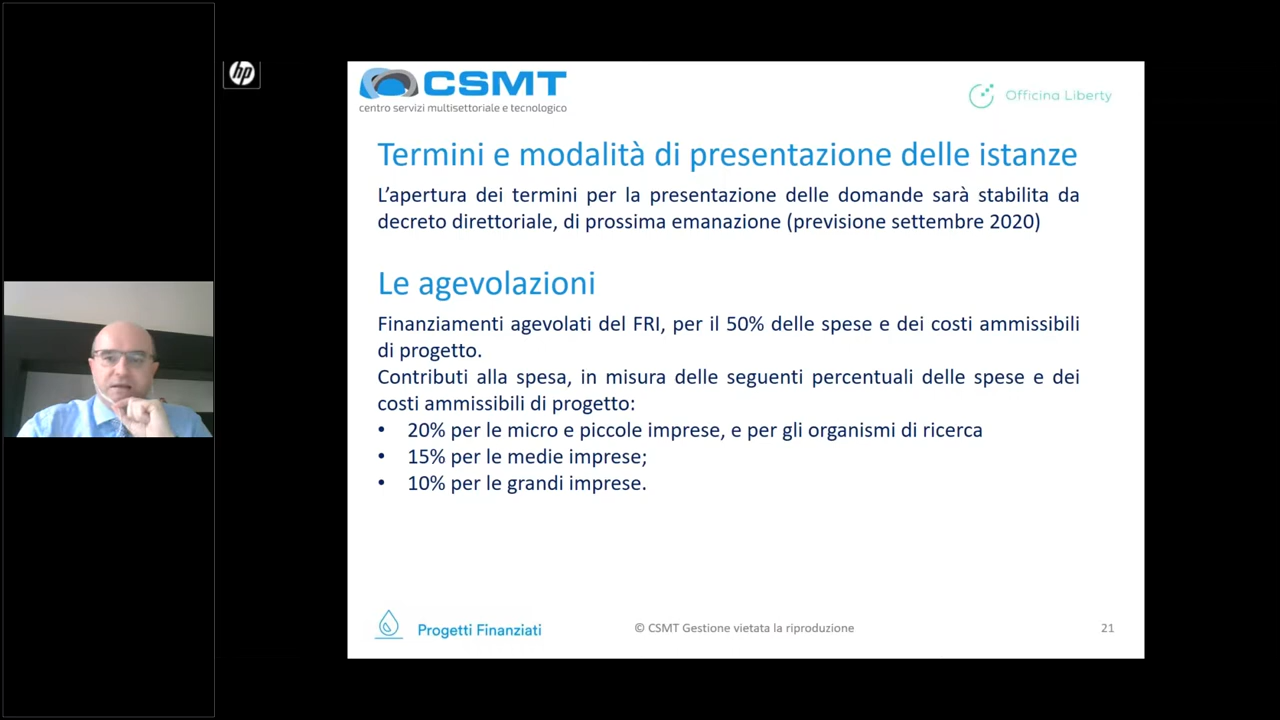 hp
CSMT
centro servizi multisettoriale e tecnologico
Officina Liberty
Termini e modalità di presentazione delle istanze
L’apertura dei termini per la presentazione delle domande sarà stabilita da
decreto direttoriale, di prossima emanazione (previsione settembre 2020)
Le agevolazioni
Finanziamenti agevolati del FRI, per il 50% delle spese e dei costi ammissibili
di progetto.
Contributi alla spesa, in misura delle seguenti percentuali delle spese e dei
costi ammissibili di progetto:
• 20% per le micro e piccole imprese, e per gli organismi di ricerca
• 15% per le medie imprese;
• 10% per le grandi imprese.
Progetti Finanziati
© CSMT Gestione vietata la riproduzione
21